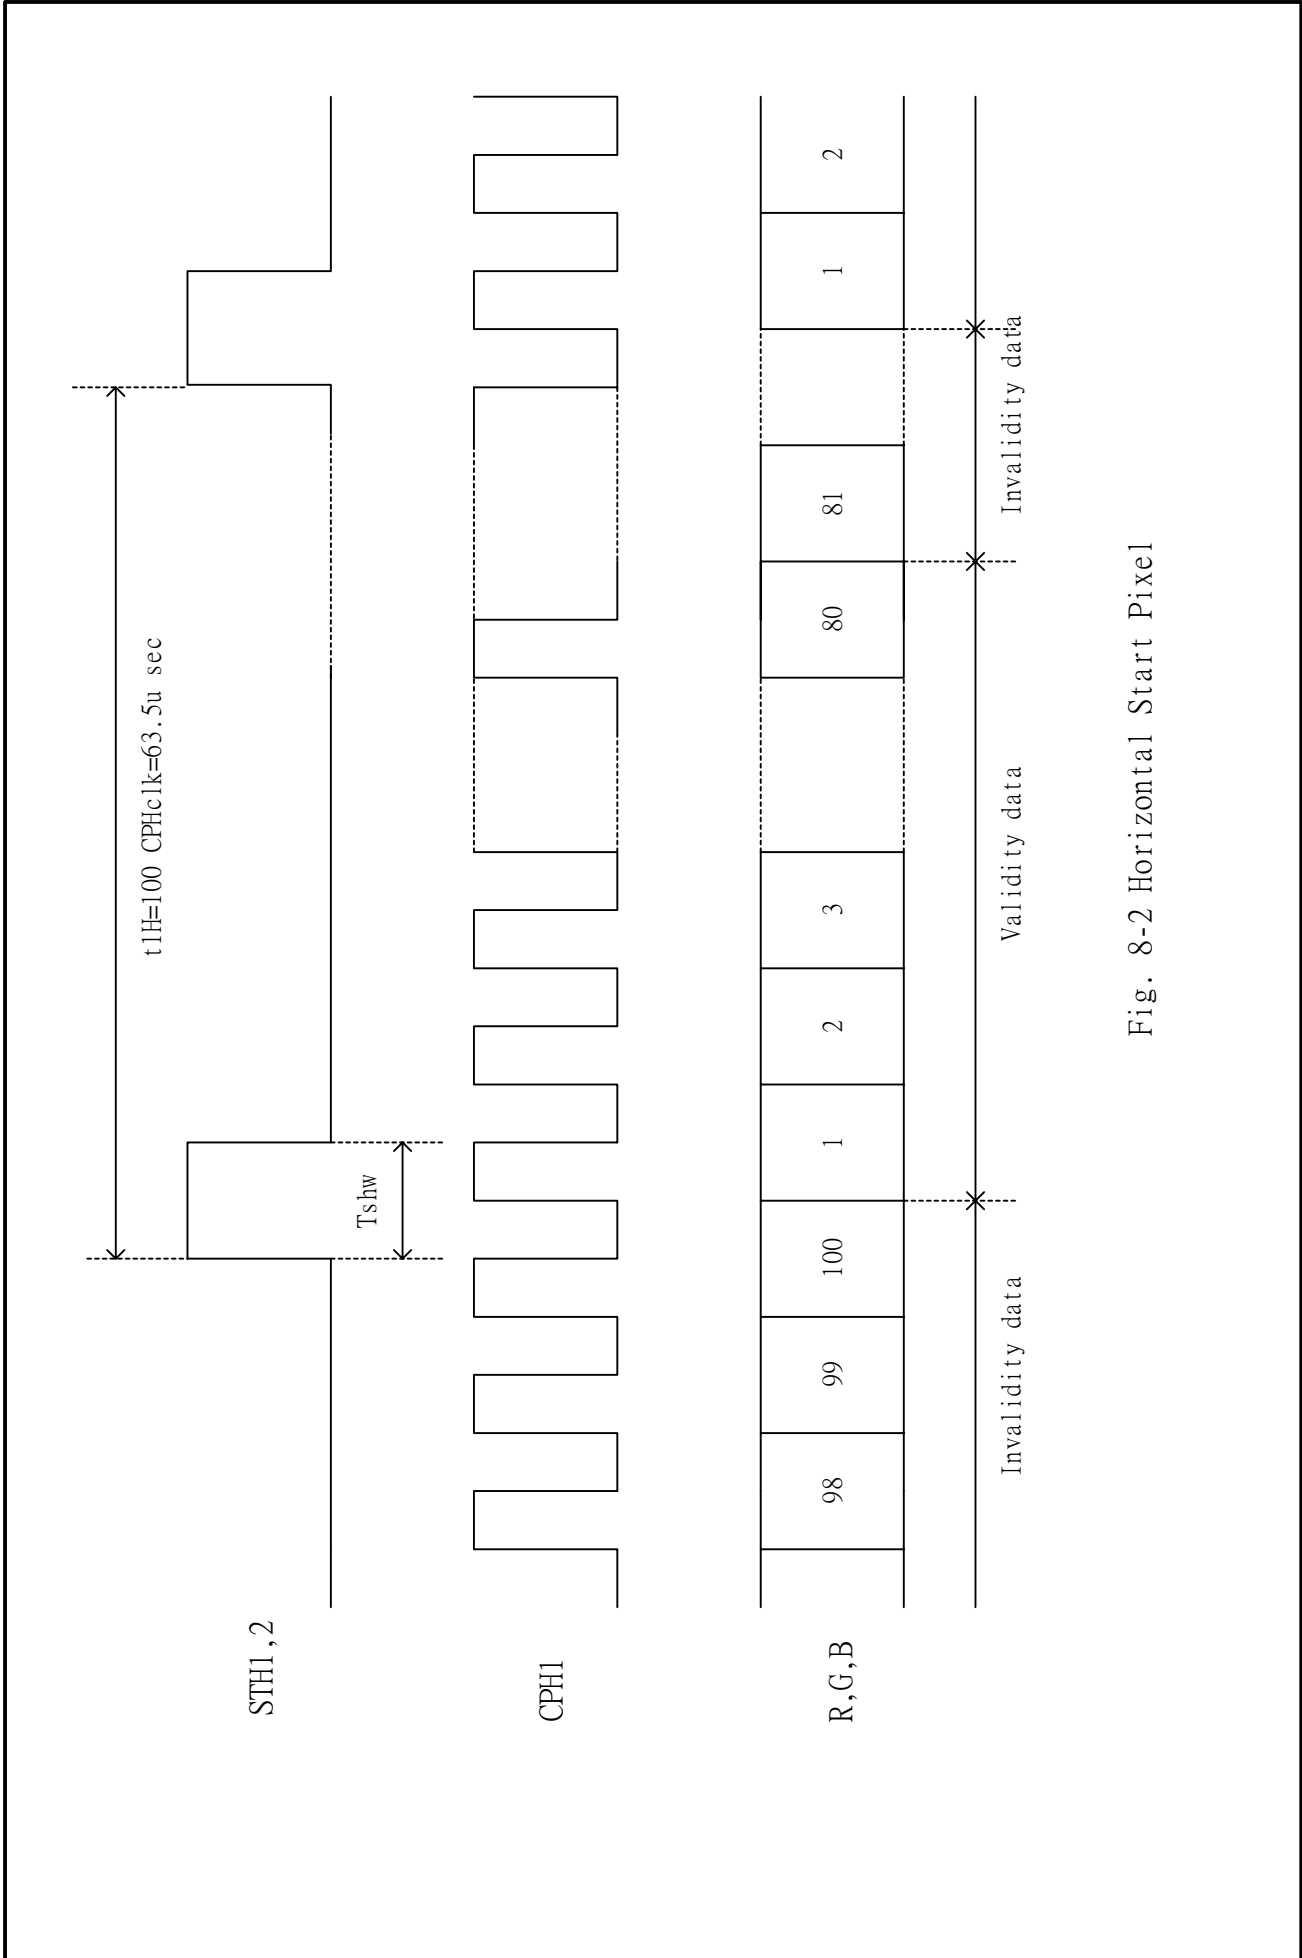 t1H=100 CPHclk=63.5u sec
STH1,2
Tshw
CPH1
R,G,B
98
99
100
1
2
3
80
81
1
2
Invalidity data
Validity data
Invalidity data
Fig. 8-2 Horizontal Start Pixel